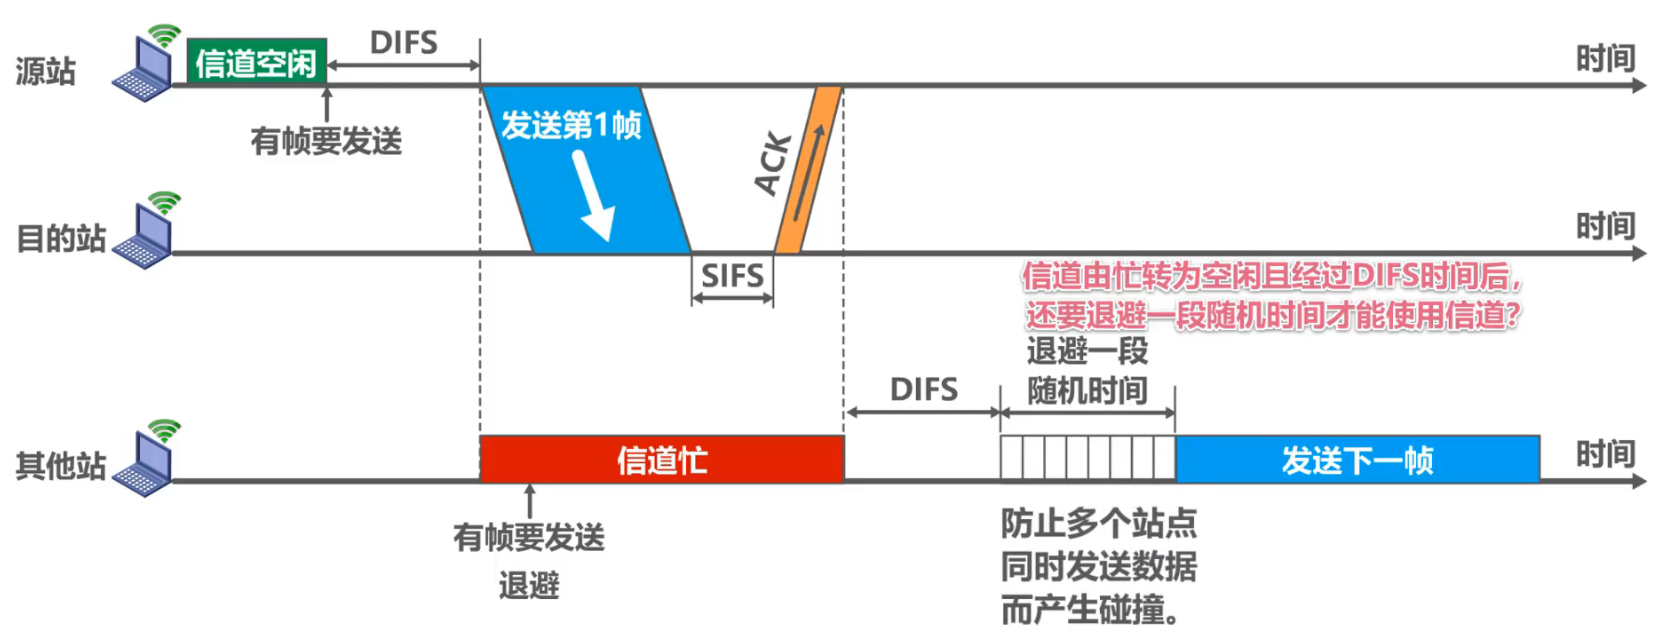 源站
信道空闲
DIFS
时间
有帧要发送
发送第1帧
ACK
目的站
时间
SIFS
信道由忙转为空闲且经过DIFS时间后，
还要退避一段随机时间才能使用信道?
退避一段
随机时间
DIFS
其他站
信道忙
发送下一帧
时间
有帧要发送
退避
防止多个站点
同时发送数据
而产生碰撞。